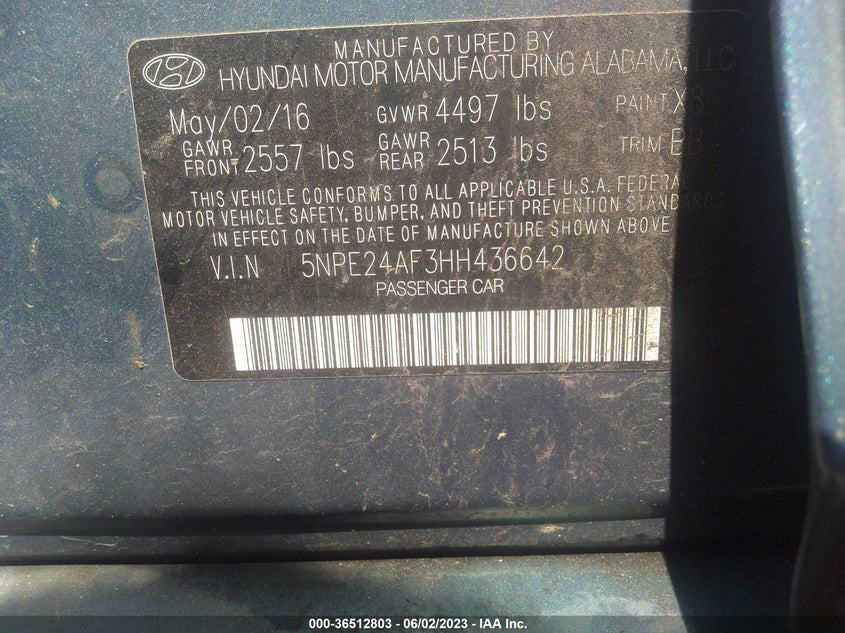 MANUFACTURED BY
HYUNDAI MOTOR MANUFACTURING ALABAMA, LLC
May/02/16 GVWR 4497 lbs PAINT X8
GAWR FRONT 2557 lbs GAWR REAR 2513 lbs TRIM BB
THIS VEHICLE CONFORMS TO ALL APPLICABLE U.S.A. FEDERAL
MOTOR VEHICLE SAFETY, BUMPER, AND THEFT PREVENTION STANDARDS
IN EFFECT ON THE DATE OF MANUFACTURE SHOWN ABOVE
V.I.N 5NPE24AF3HH436642
PASSENGER CAR
000-36512803 - 06/02/2023 - IAA Inc.